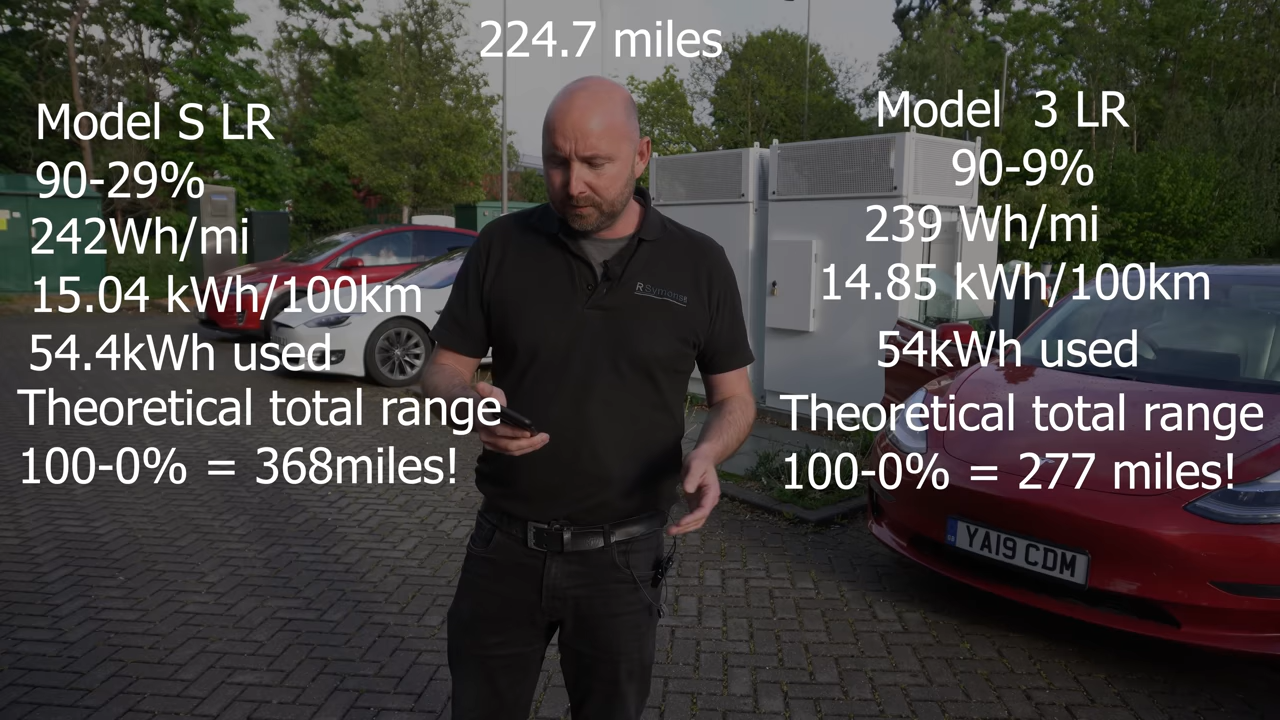 224.7 miles
Model S LR
90-29%
242Wh/mi
15.04 kWh/100km
54.4kWh used
Theoretical total range
100-0% = 368miles!
Model 3 LR
90-9%
239 Wh/mi
14.85 kWh/100km
54kWh used
Theoretical total range
100-0% = 277 miles!
RSymons
YA19 CDM